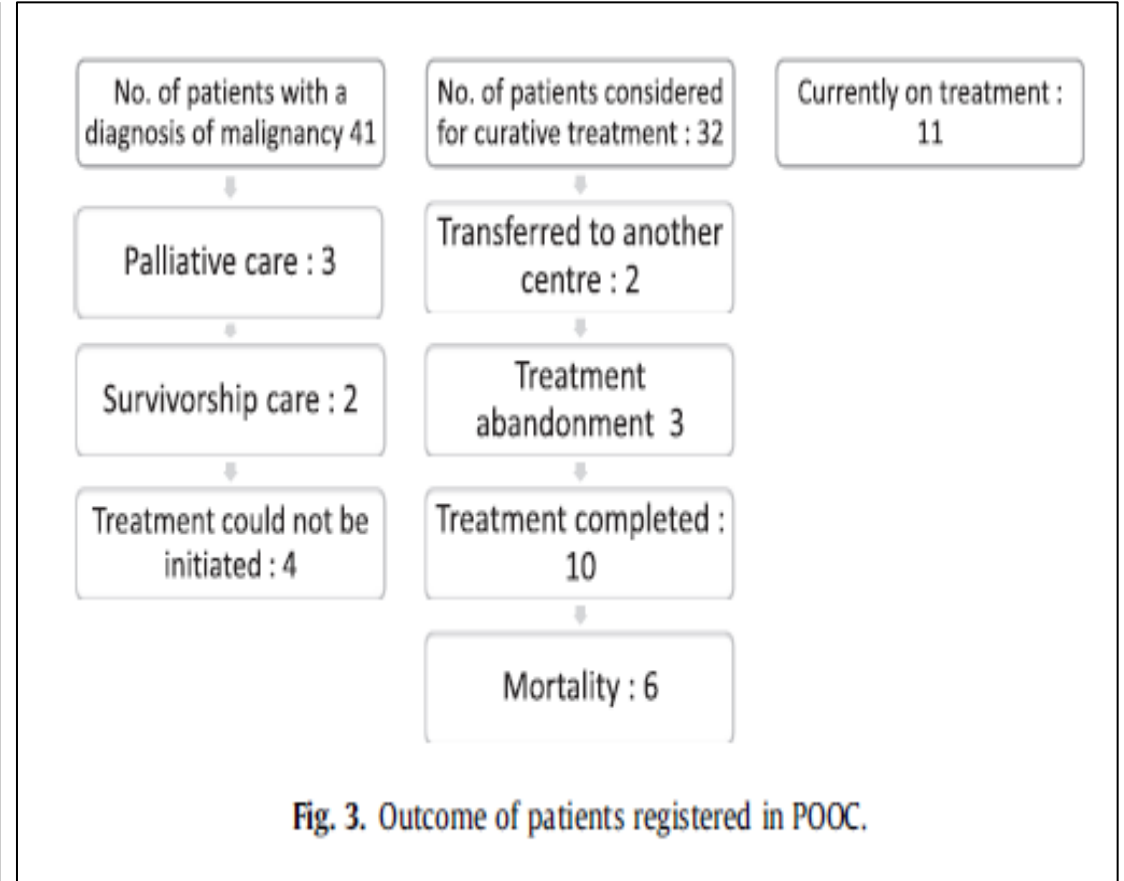 No. of patients with a
diagnosis of malignancy 41
Palliative care : 3
Survivorship care : 2
Treatment could not be
initiated : 4
No. of patients considered
for curative treatment : 32
Transferred to another
centre : 2
Treatment
abandonment 3
Treatment completed :
10
Mortality : 6
Currently on treatment :
11
Fig. 3. Outcome of patients registered in POOC.